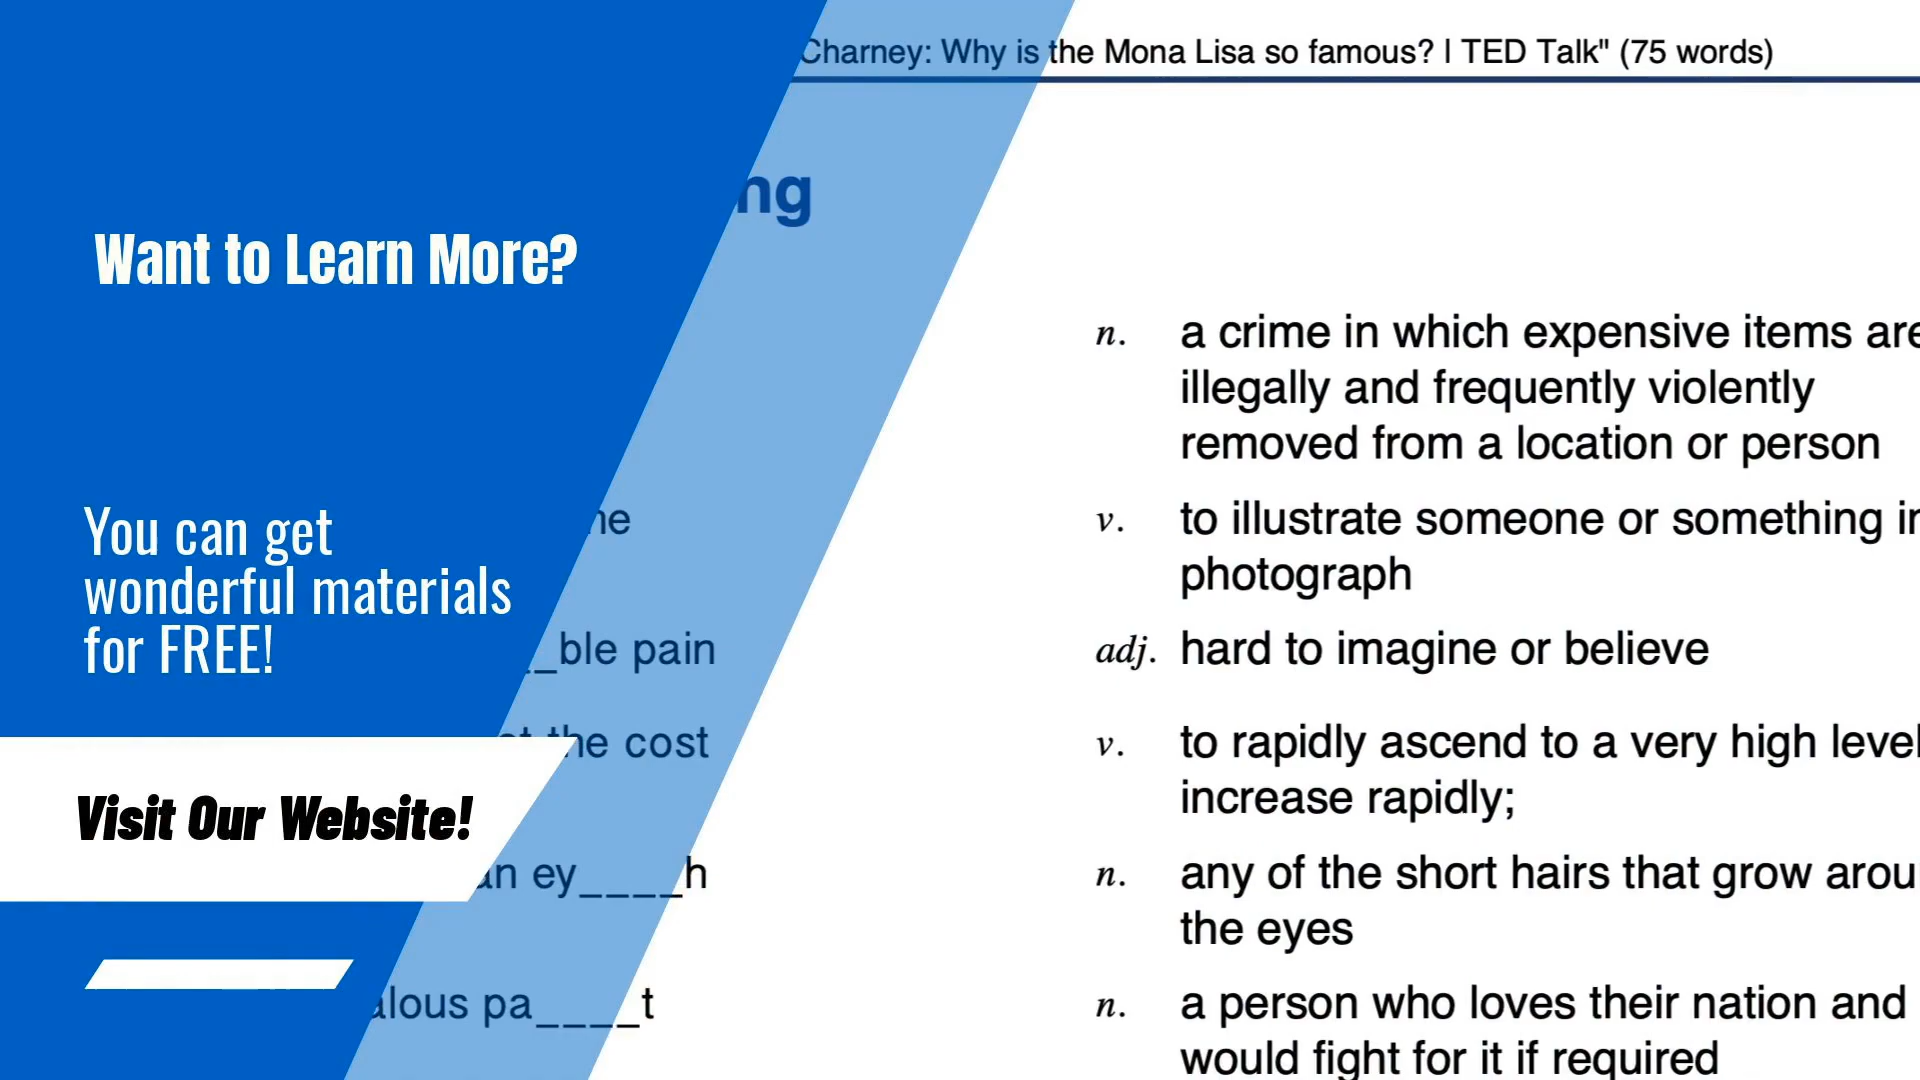 Charney: Why is the Mona Lisa so famous? | TED Talk" (75 words)
ng
Want to Learn More?
You can get
wonderful materials
for FREE!
Visit Our Website!
n. a crime in which expensive items are
illegally and frequently violently
removed from a location or person
ne v. to illustrate someone or something in
photograph
_ble pain adj. hard to imagine or believe
the cost v. to rapidly ascend to a very high level
increase rapidly;
an ey____h n. any of the short hairs that grow arou
the eyes
alous pa____t n. a person who loves their nation and
would fight for it if required